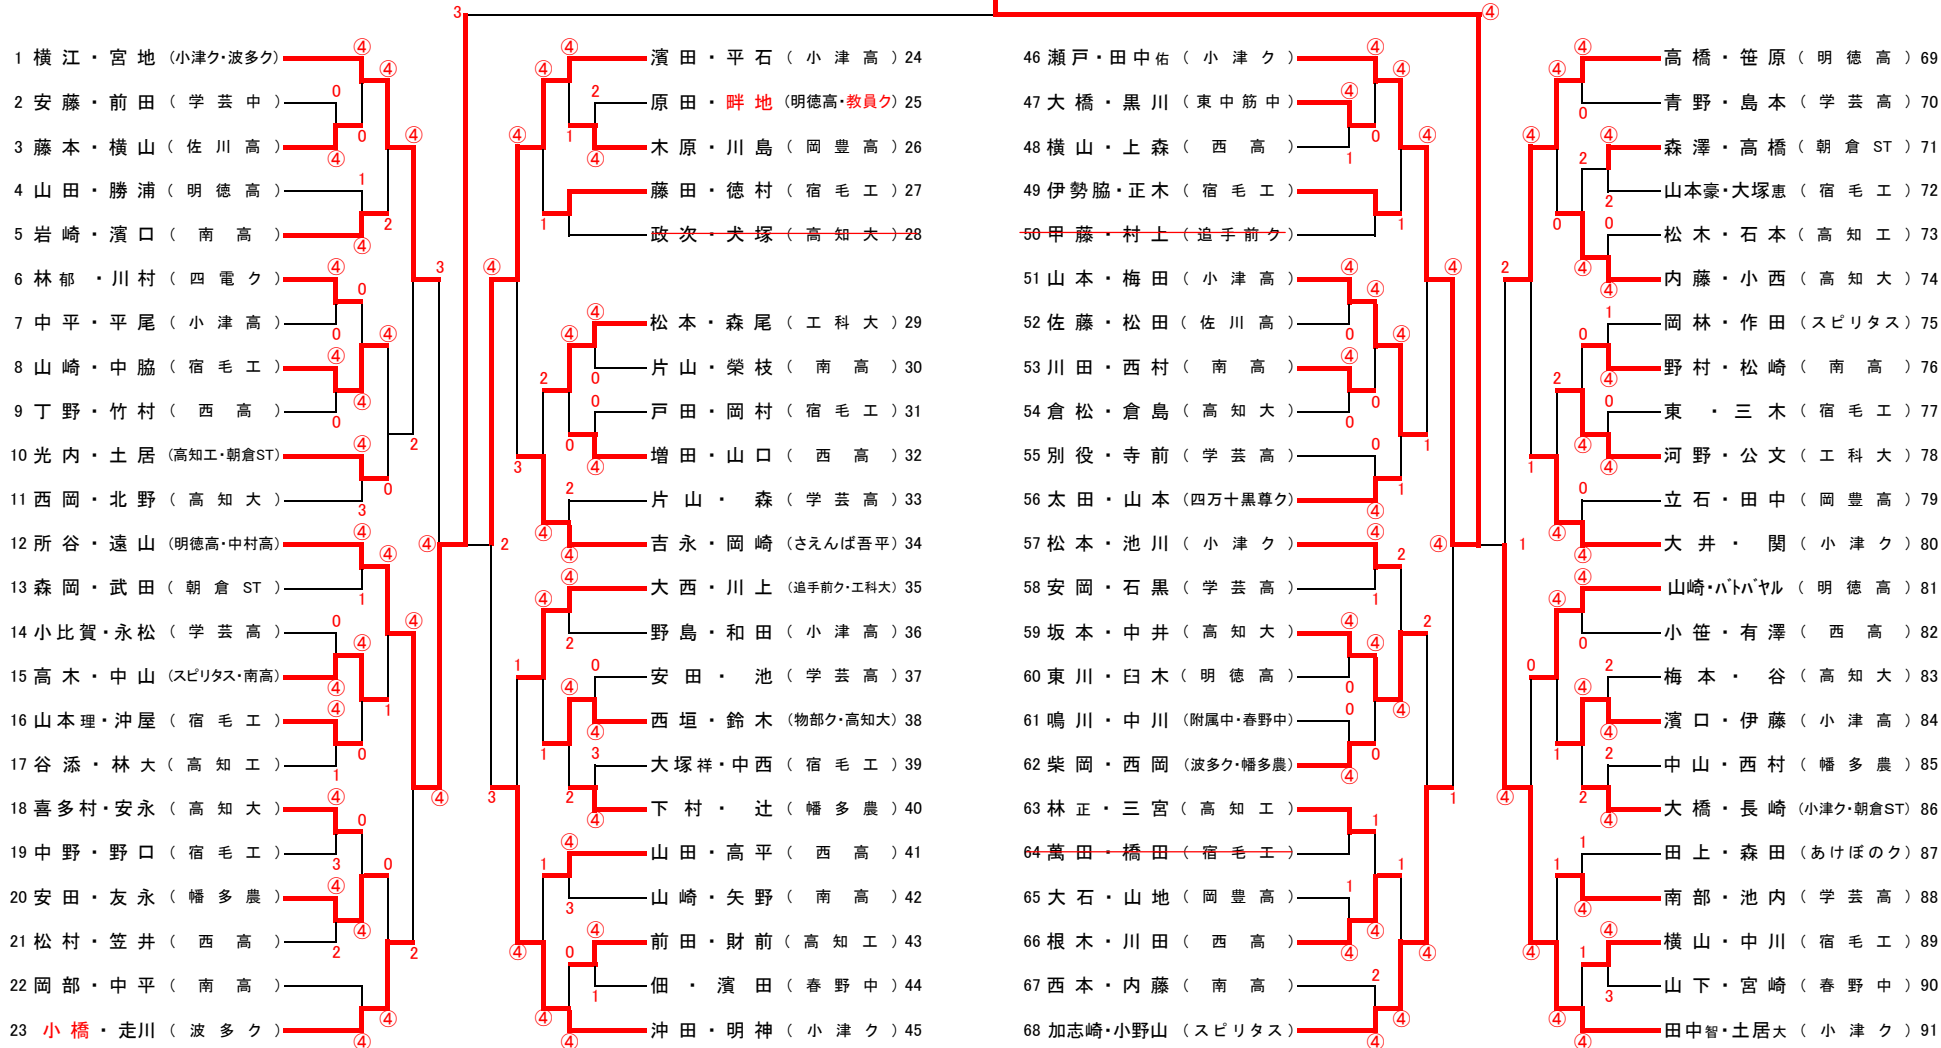 1 横江・宮地 (小津ク・波多ク)
2 安藤・前田 (学芸中)
3 藤本・横山 (佐川高)
4 山田・勝浦 (明徳高)
5 岩崎・濱口 (南高)
6 林郁・川村 (四電ク)
7 中平・平尾 (小津高)
8 山崎・中脇 (宿毛工)
9 丁野・竹村 (西高)
10 光内・土居 (高知工・朝倉ST)
11 西岡・北野 (高知大)
12 所谷・遠山 (明徳高・中村高)
13 森岡・武田 (朝倉ST)
14 小比賀・永松 (学芸高)
15 高木・中山 (スピリタス・南高)
16 山本理・沖屋 (宿毛工)
17 谷添・林大 (高知工)
18 喜多村・安永 (高知大)
19 中野・野口 (宿毛工)
20 安田・友永 (幡多農)
21 松村・笠井 (西高)
22 岡部・中平 (南高)
23 小橋・走川 (波多ク)
濱田・平石 (小津高) 24
原田・畔地 (明徳高・教員ク) 25
木原・川島 (岡豊高) 26
藤田・徳村 (宿毛工) 27
政次・犬塚 (高知大) 28
松本・森尾 (工科大) 29
片山・榮枝 (南高) 30
戸田・岡村 (宿毛工) 31
増田・山口 (西高) 32
片山・森 (学芸高) 33
吉永・岡崎 (さえんば吾平) 34
大西・川上 (追手前ク・工科大) 35
野島・和田 (小津高) 36
安田・池 (学芸高) 37
西垣・鈴木 (物部ク・高知大) 38
大塚祥・中西 (宿毛工) 39
下村・辻 (幡多農) 40
山田・高平 (西高) 41
山崎・矢野 (南高) 42
前田・財前 (高知工) 43
佃・濱田 (春野中) 44
沖田・明神 (小津ク) 45
46 瀬戸・田中佑 (小津ク)
47 大橋・黒川 (東中筋中)
48 横山・上森 (西高)
49 伊勢脇・正木 (宿毛工)
50 甲藤・村上 (追手前ク)
51 山本・梅田 (小津高)
52 佐藤・松田 (佐川高)
53 川田・西村 (南高)
54 倉松・倉島 (高知大)
55 別役・寺前 (学芸高)
56 太田・山本 (四万十黒尊ク)
57 松本・池川 (小津ク)
58 安岡・石黒 (学芸高)
59 坂本・中井 (高知大)
60 東川・臼木 (明徳高)
61 鳴川・中川 (附属中・春野中)
62 柴岡・西岡 (波多ク・幡多農)
63 林正・三宮 (高知工)
64 萬田・橋田 (宿毛工)
65 大石・山地 (岡豊高)
66 根木・川田 (西高)
67 西本・内藤 (南高)
68 加志崎・小野山 (スピリタス)
高橋・笹原 (明徳高) 69
青野・島本 (学芸高) 70
森澤・高橋 (朝倉ST) 71
山本豪・大塚恵 (宿毛工) 72
松木・石本 (高知工) 73
内藤・小西 (高知大) 74
岡林・作田 (スピリタス) 75
野村・松崎 (南高) 76
東・三木 (宿毛工) 77
河野・公文 (工科大) 78
立石・田中 (岡豊高) 79
大井・関 (小津ク) 80
山崎・バトバヤル (明徳高) 81
小笹・有澤 (西高) 82
梅本・谷 (高知大) 83
濱口・伊藤 (小津高) 84
中山・西村 (幡多農) 85
大橋・長崎 (小津ク・朝倉ST) 86
田上・森田 (あけぼのク) 87
南部・池内 (学芸高) 88
横山・中川 (宿毛工) 89
山下・宮崎 (春野中) 90
田中智・土居大 (小津ク) 91